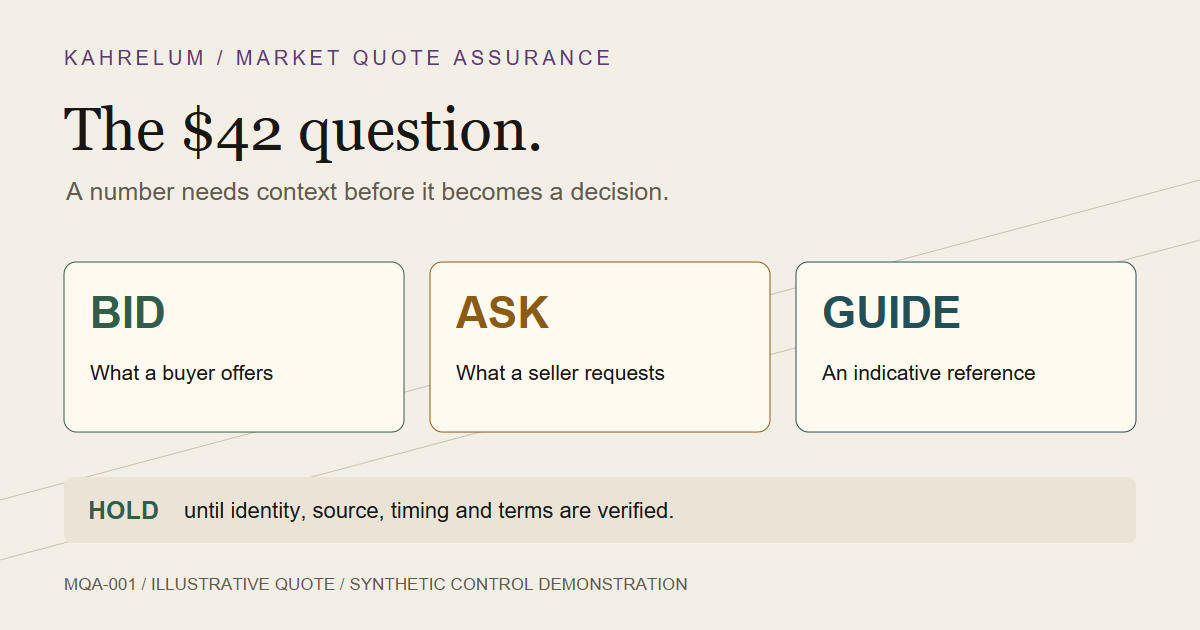 KAHRELUM / MARKET QUOTE ASSURANCE
The $42 question.
A number needs context before it becomes a decision.
BID
What a buyer offers
ASK
What a seller requests
GUIDE
An indicative reference
HOLD until identity, source, timing and terms are verified.
MQA-001 / ILLUSTRATIVE QUOTE / SYNTHETIC CONTROL DEMONSTRATION